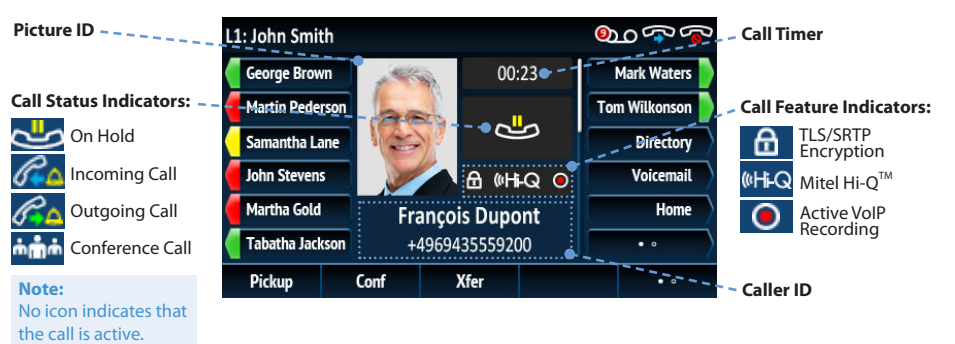 Picture ID
Call Status Indicators:
On Hold
Incoming Call
Outgoing Call
Conference Call
Note:
No icon indicates that
the call is active.
L1: John Smith
9
George Brown
Martin Pederson
Samantha Lane
John Stevens
Martha Gold
Tabatha Jackson
00:23
Hi-Q
François Dupont
+4969435559200
Mark Waters
Tom Wilkonson
Directory
Voicemail
Home
Pickup Conf Xfer
Call Timer
Call Feature Indicators:
TLS/SRTP
Encryption
Hi-Q Mitel Hi-Q™
Active VoIP
Recording
Caller ID